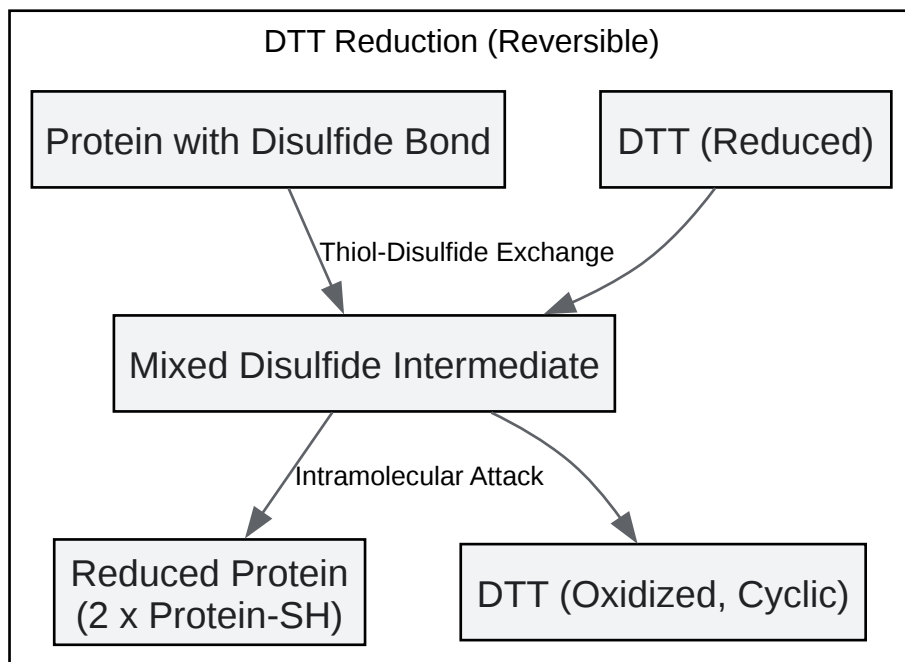 DTT Reduction (Reversible)
Protein with Disulfide Bond
DTT (Reduced)
Thiol-Disulfide Exchange
Mixed Disulfide Intermediate
Intramolecular Attack
Reduced Protein
(2 x Protein-SH)
DTT (Oxidized, Cyclic)